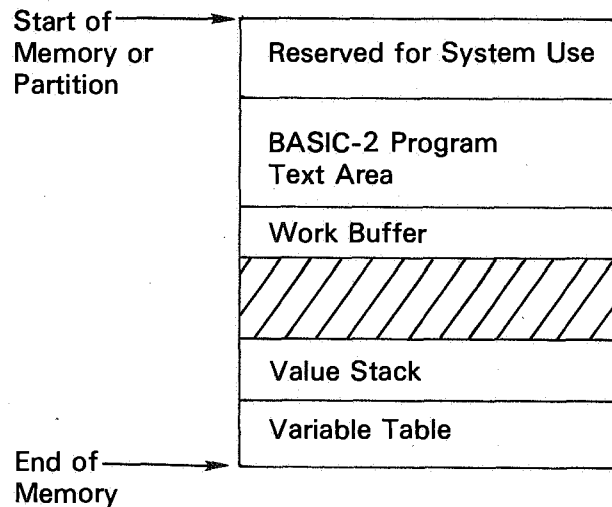 Start of
Memory or
Partition
Reserved for System Use
BASIC-2 Program
Text Area
Work Buffer
Value Stack
Variable Table
End of
Memory